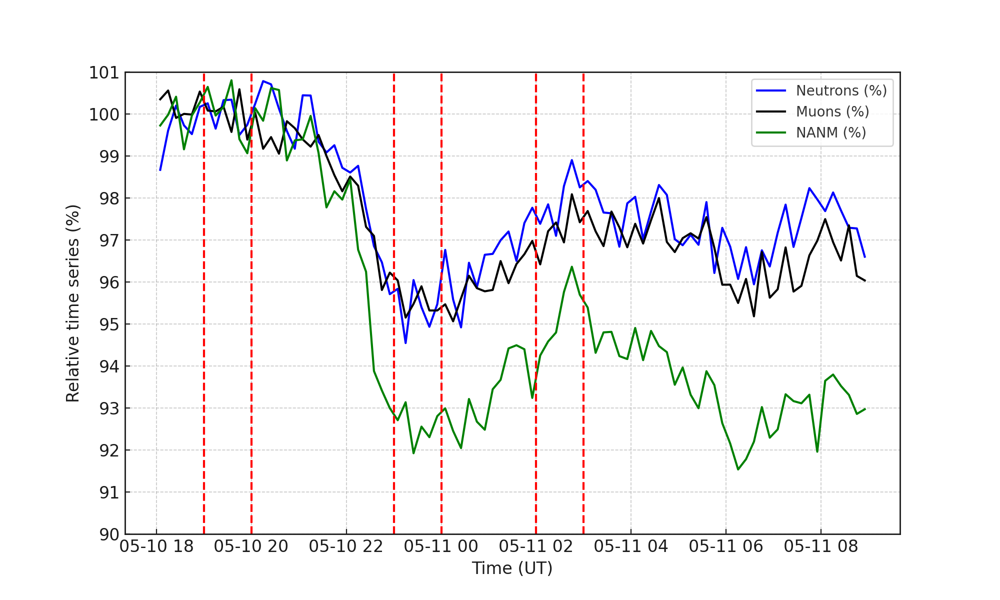 101
100
99
98
97
96
95
94
93
92
91
90
Relative time series (%)
Neutrons (%)
Muons (%)
NANM (%)
05-10 18 05-10 20 05-10 22 05-11 00 05-11 02 05-11 04 05-11 06 05-11 08
Time (UT)